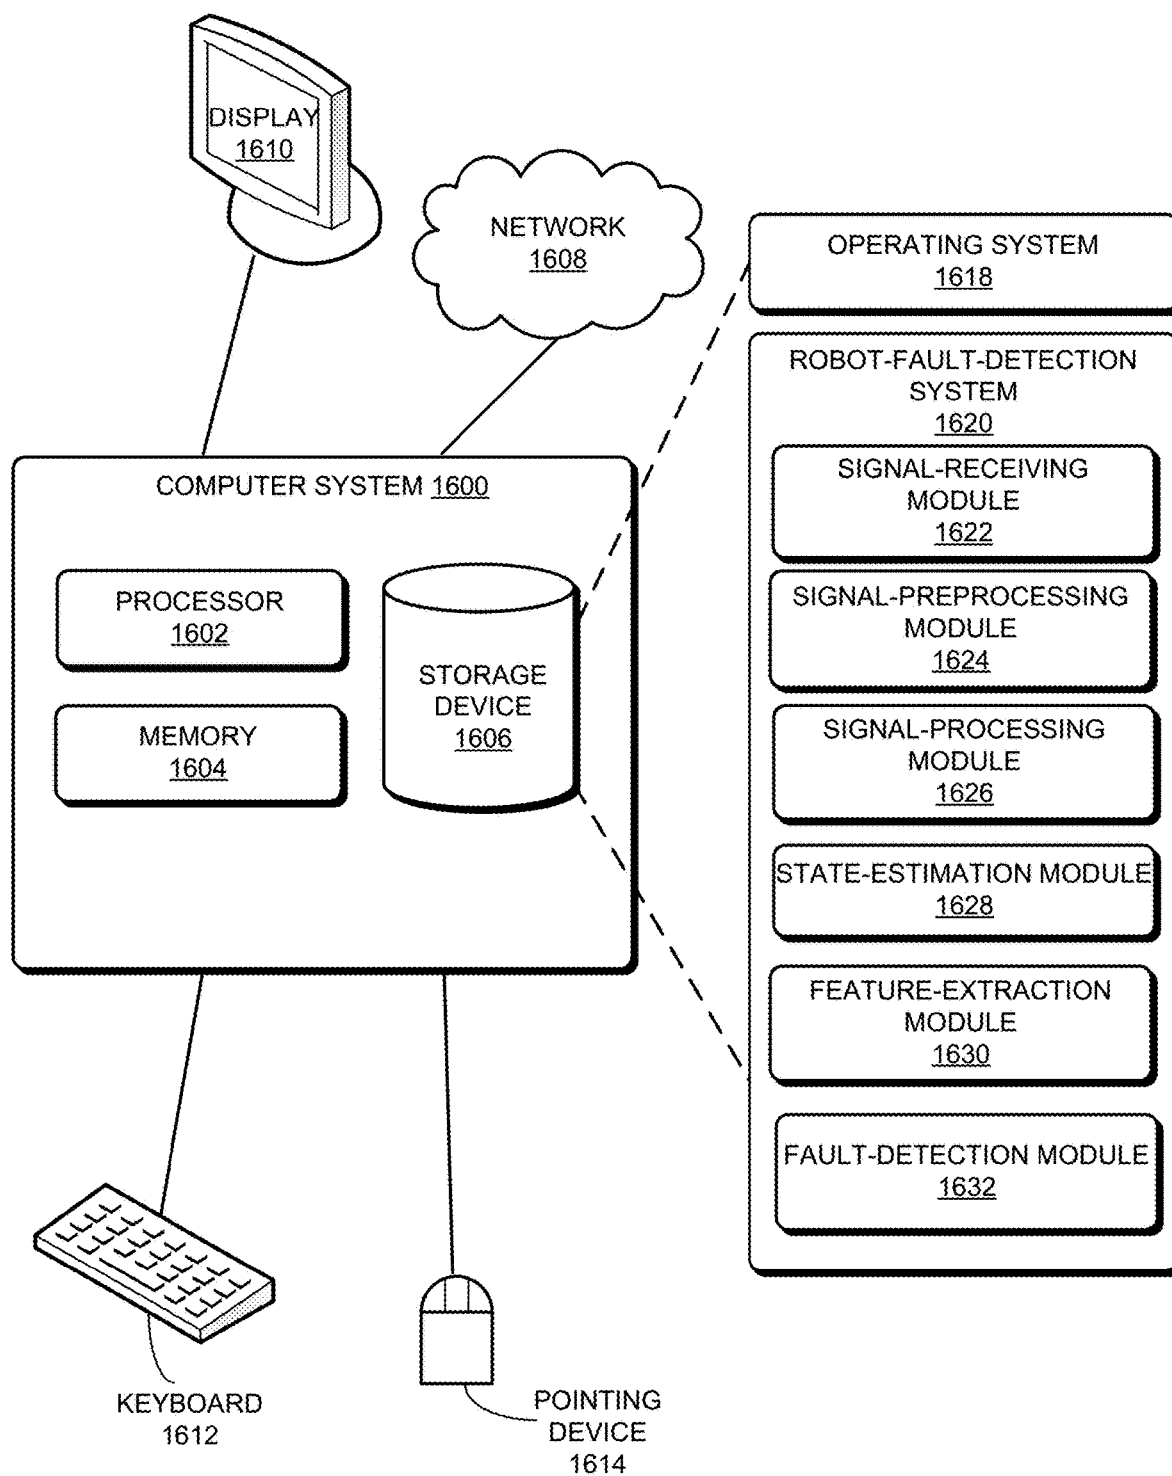 DISPLAY
1610
NETWORK
1608
OPERATING SYSTEM
1618
ROBOT-FAULT-DETECTION
SYSTEM
1620
SIGNAL-RECEIVING
MODULE
1622
SIGNAL-PREPROCESSING
MODULE
1624
SIGNAL-PROCESSING
MODULE
1626
STATE-ESTIMATION MODULE
1628
FEATURE-EXTRACTION
MODULE
1630
FAULT-DETECTION MODULE
1632
COMPUTER SYSTEM 1600
PROCESSOR
1602
MEMORY
1604
STORAGE
DEVICE
1606
KEYBOARD
1612
POINTING
DEVICE
1614